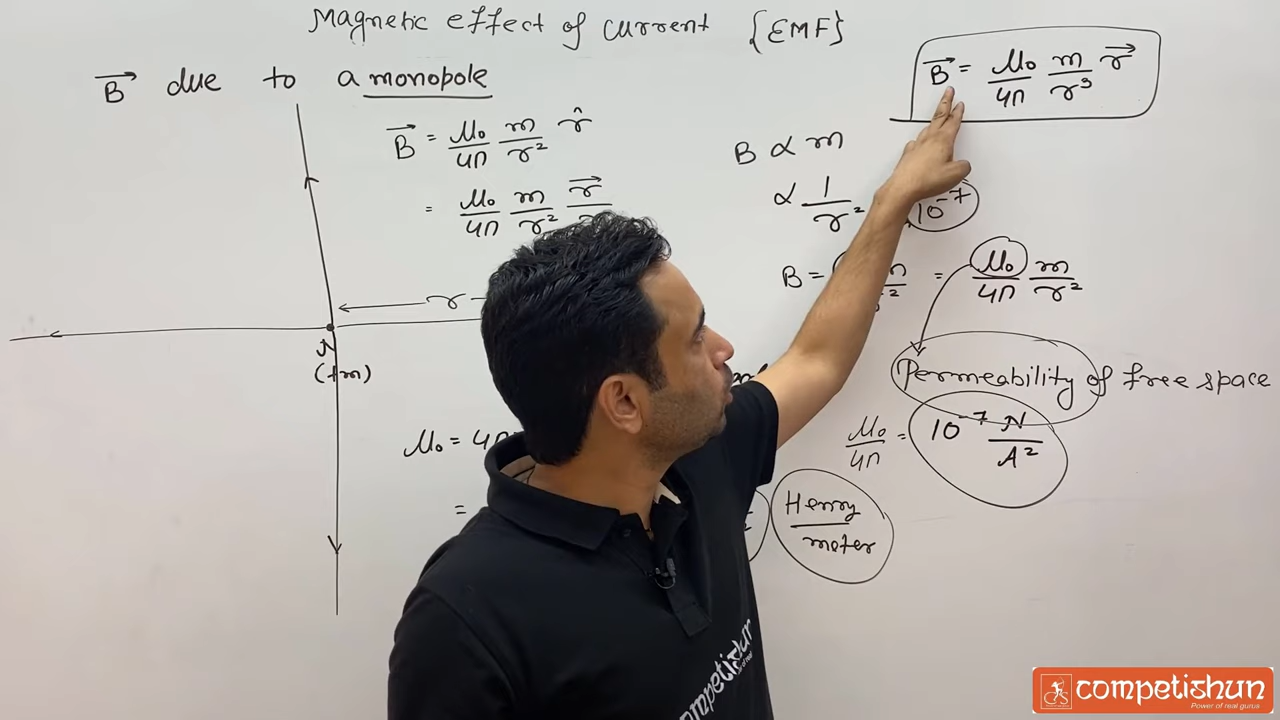 Magnetic effect of current {EMF}
B⃗ due to a monopole
B⃗ = μ₀/4π m/r² r̂
= μ₀/4π m/r² r⃗
r
N
(+m)
μ₀ = 4π
=
Henry/meter
B⃗ = μ₀/4π m/r³ r⃗
B ∝ m
∝ 1/r²
10⁻⁷
B =
= μ₀/4π m/r²
Permeability of free space
μ₀/4π = 10⁻⁷ N/A²
competishun
competishun
Power of real gurus